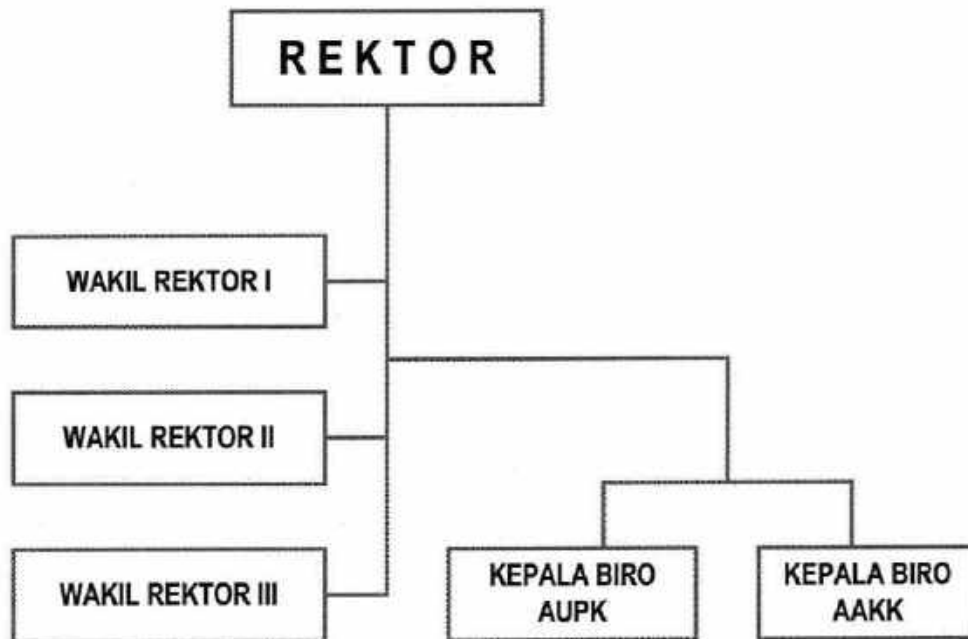 REKTOR
WAKIL REKTOR I
WAKIL REKTOR II
WAKIL REKTOR III
KEPALA BIRO
AUPK
KEPALA BIRO
AAKK